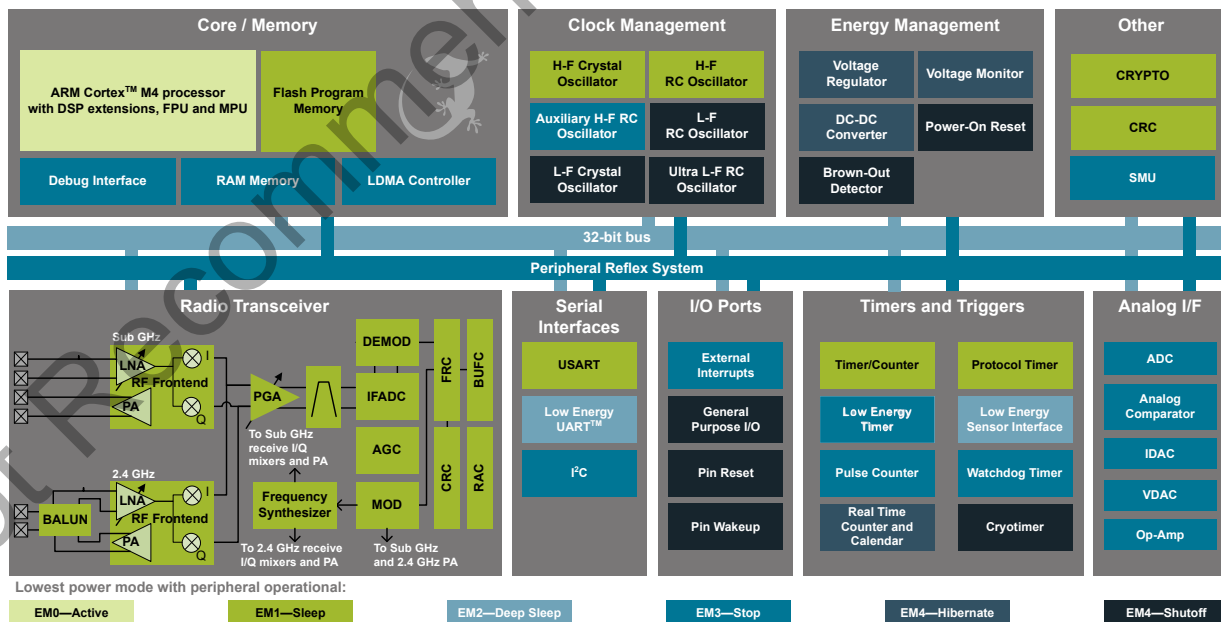 Core / Memory
ARM Cortex™ M4 processor
with DSP extensions, FPU and MPU
Flash Program
Memory
Debug Interface
RAM Memory
LDMA Controller
Clock Management
H-F Crystal
Oscillator
H-F
RC Oscillator
Auxiliary H-F RC
Oscillator
L-F
RC Oscillator
L-F Crystal
Oscillator
Ultra L-F RC
Oscillator
Energy Management
Voltage
Regulator
Voltage Monitor
DC-DC
Converter
Power-On Reset
Brown-Out
Detector
Other
CRYPTO
CRC
SMU
32-bit bus
Peripheral Reflex System
Radio Transceiver
Sub GHz
LNA
RF Frontend
PA
I
Q
PGA
To Sub GHz
receive I/Q
mixers and PA
2.4 GHz
BALUN
LNA
RF Frontend
PA
I
Q
Frequency
Synthesizer
To 2.4 GHz receive
I/Q mixers and PA
DEMOD
IFADC
AGC
MOD
To Sub GHz
and 2.4 GHz PA
FRC
BUFC
CRC
RAC
Serial
Interfaces
USART
Low Energy
UART™
I²C
I/O Ports
External
Interrupts
General
Purpose I/O
Pin Reset
Pin Wakeup
Timers and Triggers
Timer/Counter
Protocol Timer
Low Energy
Timer
Low Energy
Sensor Interface
Pulse Counter
Watchdog Timer
Real Time
Counter and
Calendar
Cryotimer
Analog I/F
ADC
Analog
Comparator
IDAC
VDAC
Op-Amp
Lowest power mode with peripheral operational:
EM0—Active
EM1—Sleep
EM2—Deep Sleep
EM3—Stop
EM4—Hibernate
EM4—Shutoff